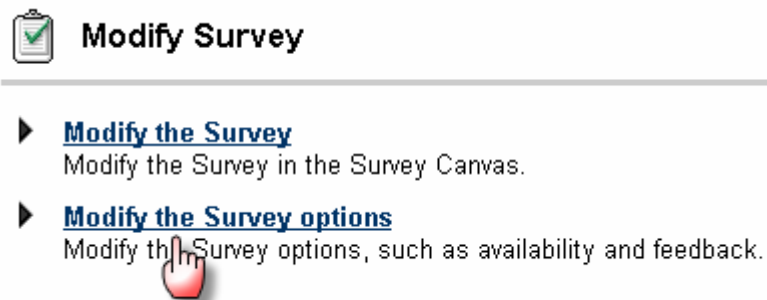 Modify Survey
Modify the Survey
Modify the Survey in the Survey Canvas.
Modify the Survey options
Modify the Survey options, such as availability and feedback.